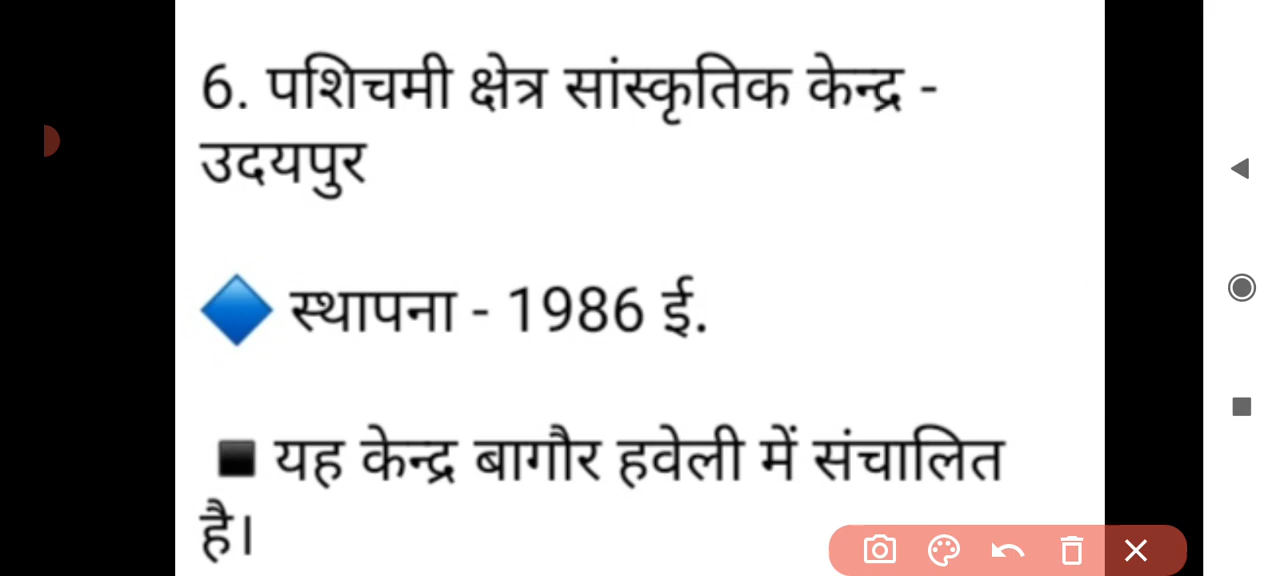 6. पशिचमी क्षेत्र सांस्कृतिक केन्द्र -
उदयपुर
🔷 स्थापना - 1986 ई.
◾ यह केन्द्र बागौर हवेली में संचालित
है।